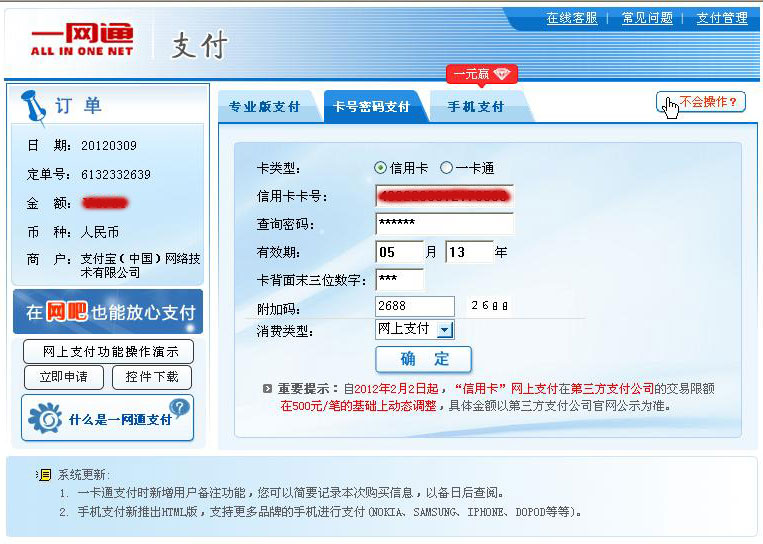 在线客服 | 常见问题 | 支付管理
一网通
ALL IN ONE NET
支付
一元赢
订 单
专业版支付
卡号密码支付
手机支付
不会操作？
日 期：20120309
定单号：6132332639
金 额：
币 种：人民币
商 户：支付宝（中国）网络技
术有限公司
卡类型： 信用卡 一卡通
信用卡卡号：
查询密码：******
有效期：05 月 13 年
卡背面末三位数字：***
附加码：2688 2688
消费类型：网上支付
确 定
重要提示：自2012年2月2日起，“信用卡”网上支付在第三方支付公司的交易限额
在500元/笔的基础上动态调整，具体金额以第三方支付公司官网公示为准。
在网吧也能放心支付
网上支付功能操作演示
立即申请 控件下载
什么是一网通支付
系统更新：
1. 一卡通支付时新增用户备注功能，您可以简要记录本次购买信息，以备日后查阅。
2. 手机支付新推出HTML版，支持更多品牌的手机进行支付(NOKIA、SAMSUNG、IPHONE、DOPOD等等)。